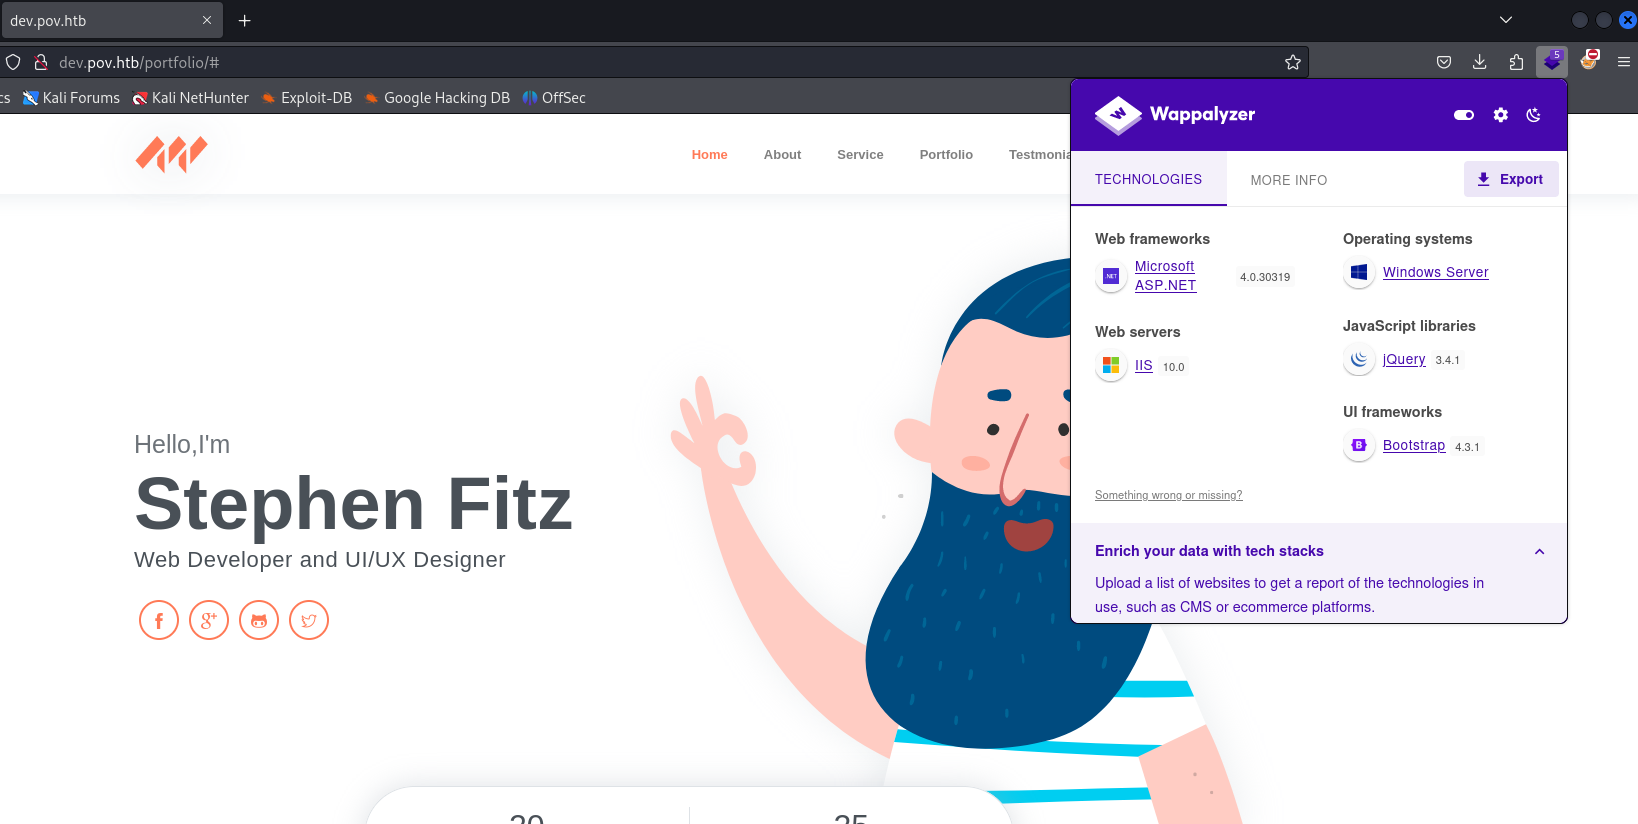 dev.pov.htb
dev.pov.htb/portfolio/#
5
cs Kali Forums Kali NetHunter Exploit-DB Google Hacking DB OffSec
Home About Service Portfolio Testmonia
Hello,I'm
Stephen Fitz
Web Developer and UI/UX Designer
20 25
Wappalyzer
TECHNOLOGIES MORE INFO Export
Web frameworks
Microsoft
ASP.NET 4.0.30319
Web servers
IIS 10.0
Operating systems
Windows Server
JavaScript libraries
jQuery 3.4.1
UI frameworks
Bootstrap 4.3.1
Something wrong or missing?
Enrich your data with tech stacks
Upload a list of websites to get a report of the technologies in
use, such as CMS or ecommerce platforms.